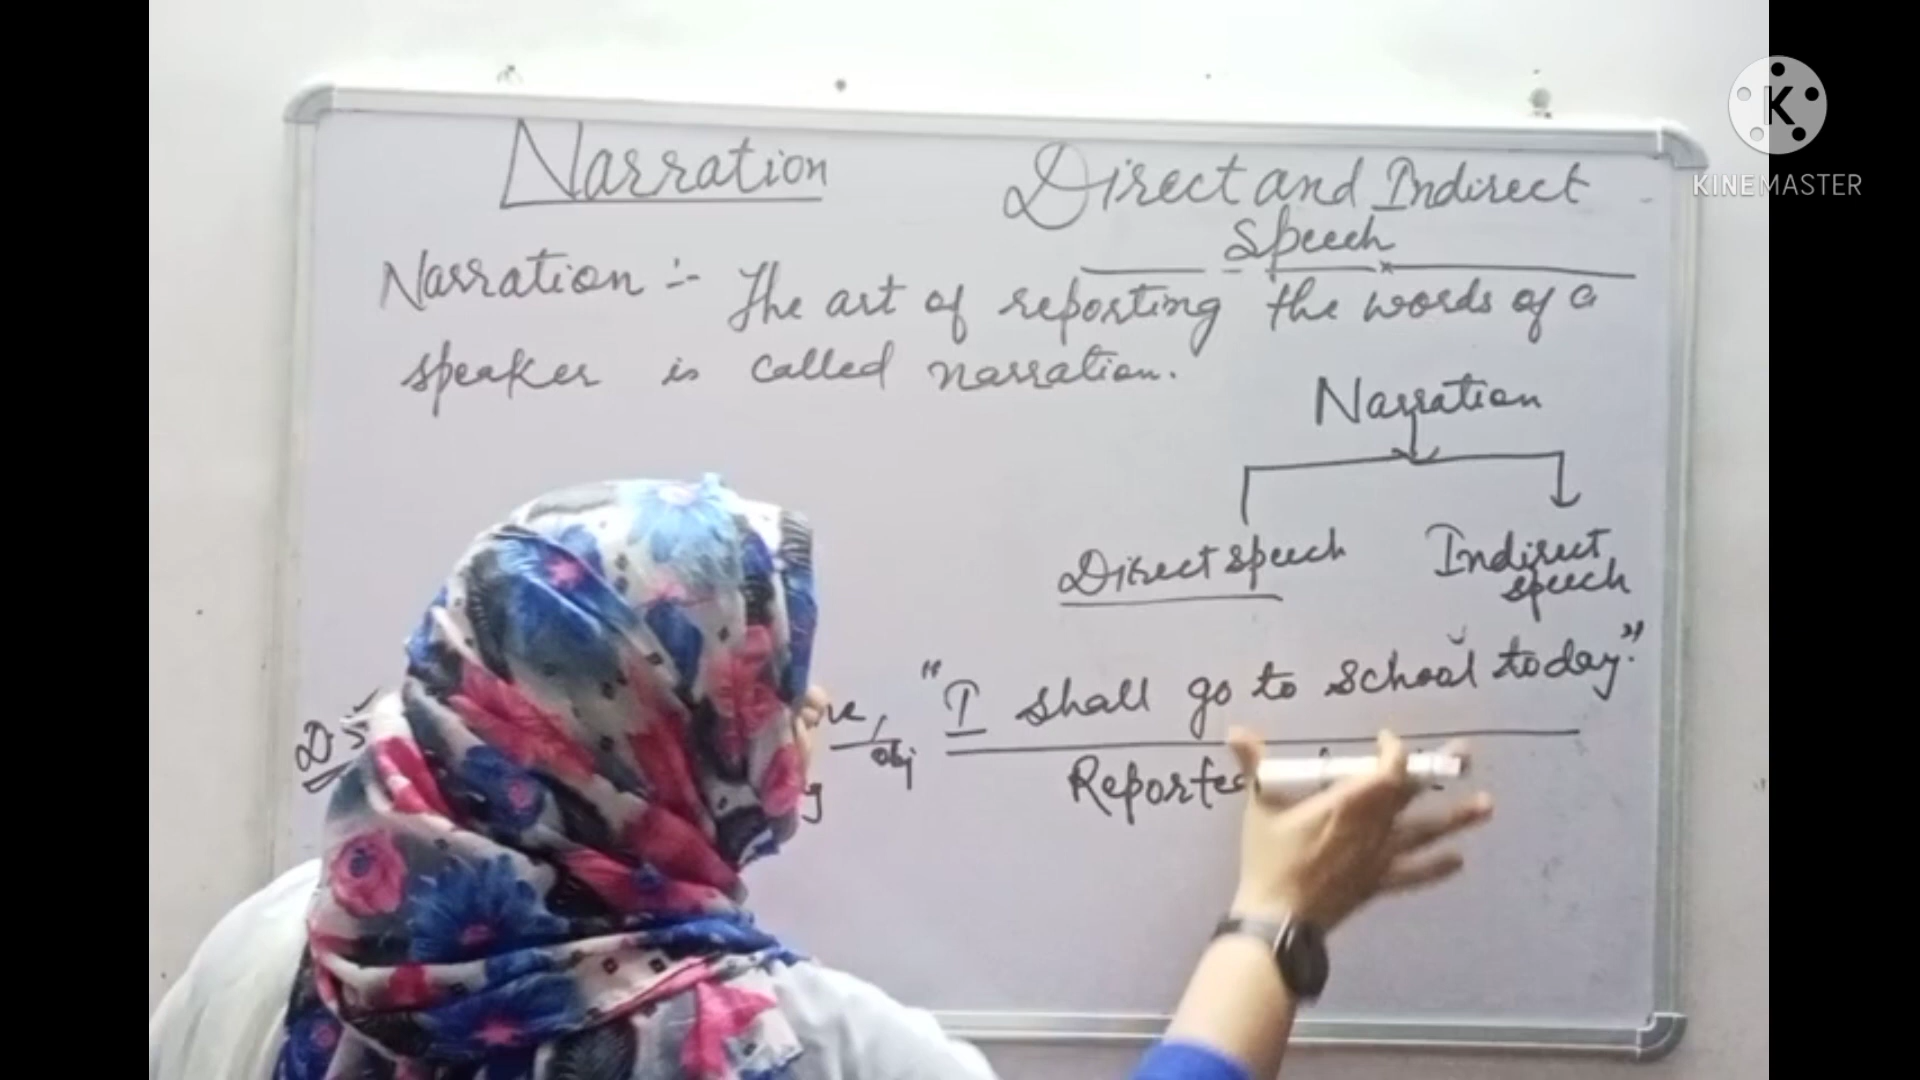 Narration
Direct and Indirect
Speech
Narration :- The art of reporting the words of a
speaker is called narration.
Narration
Direct speech
Indirect
speech
"I shall go to school today."
obj
Reported
KINEMASTER